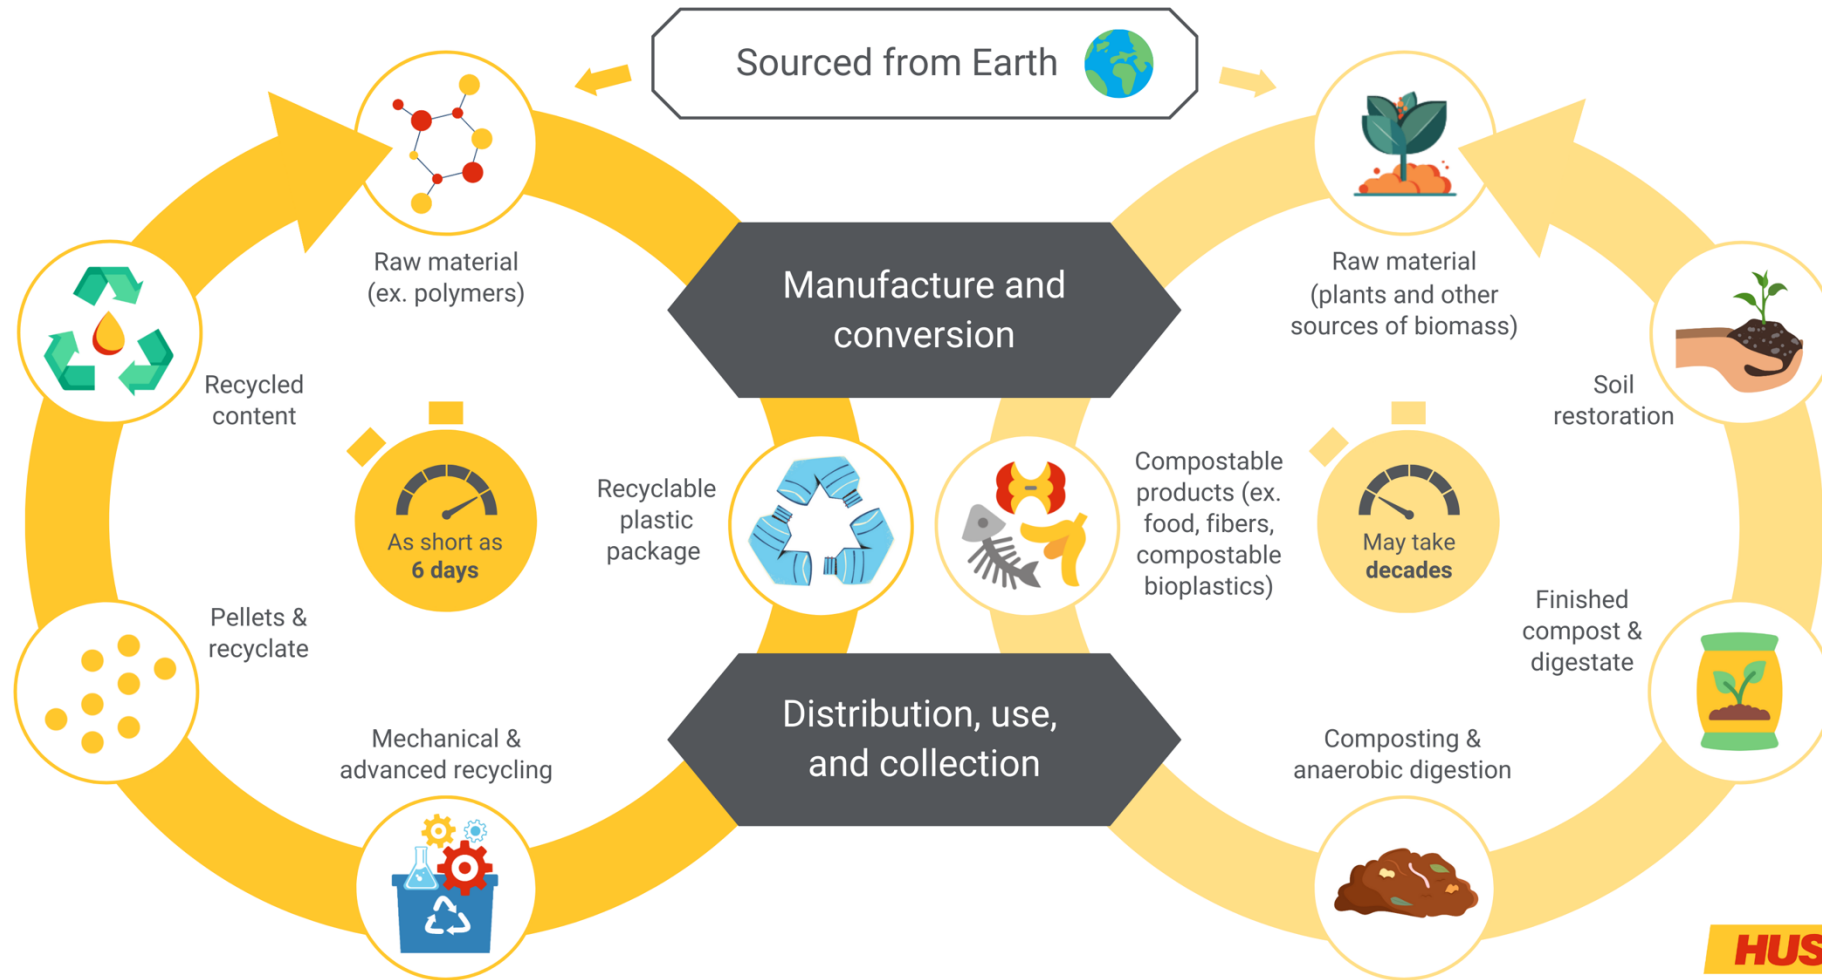 Sourced from Earth
Raw material
(ex. polymers)
Manufacture and
conversion
Raw material
(plants and other
sources of biomass)
Recycled
content
Soil
restoration
As short as
6 days
Recyclable
plastic
package
Compostable
products (ex.
food, fibers,
compostable
bioplastics)
May take
decades
Pellets &
recyclate
Finished
compost &
digestate
Distribution, use,
and collection
Mechanical &
advanced recycling
Composting &
anaerobic digestion
HUS